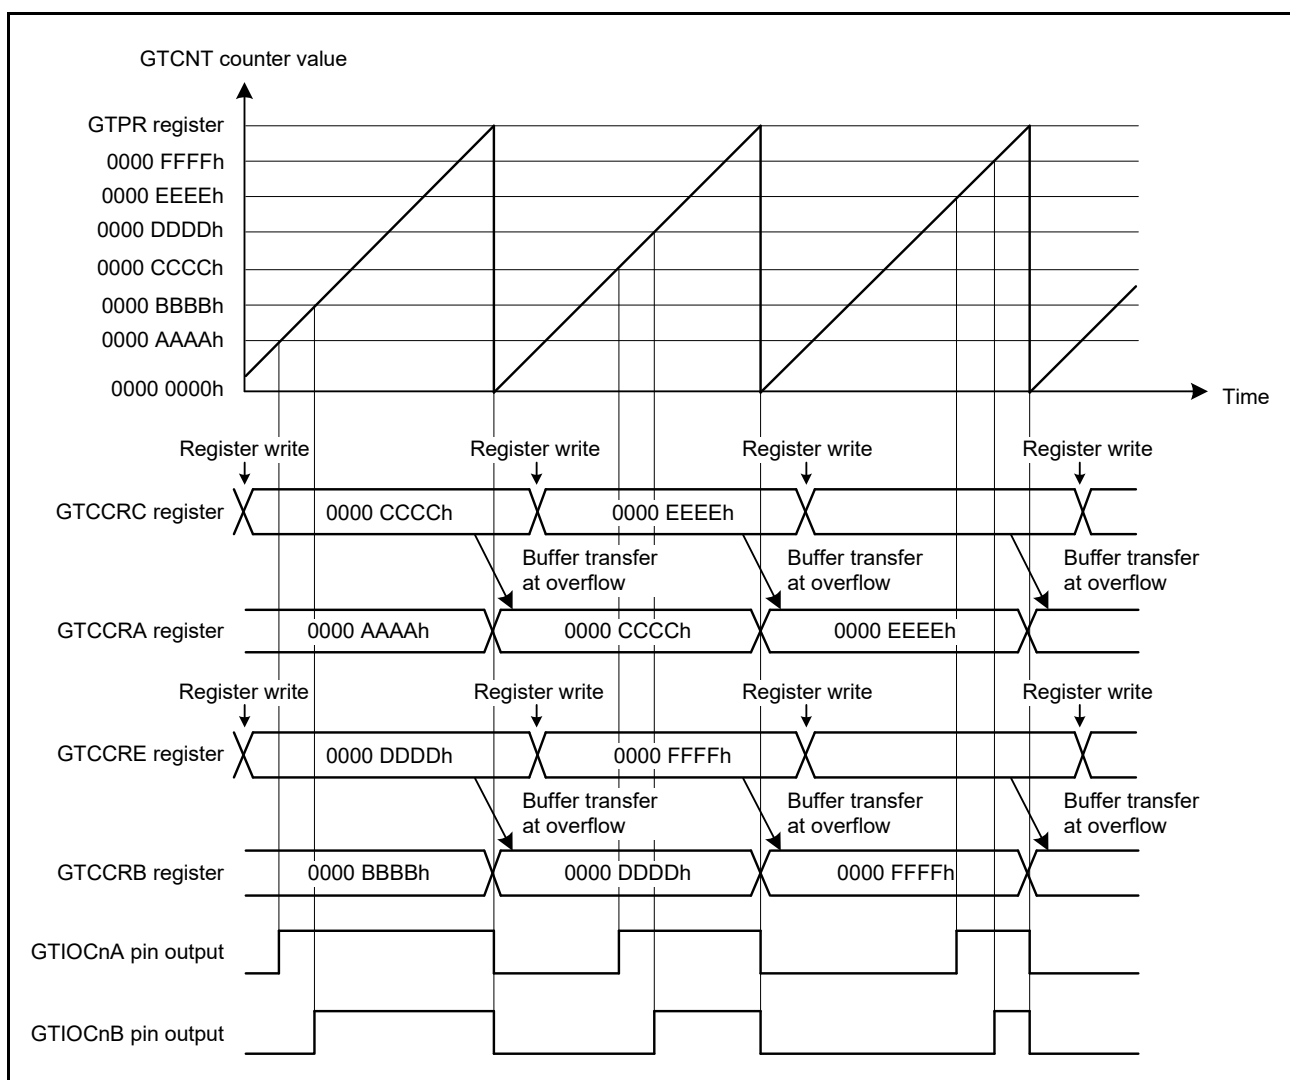 GTCNT counter value
GTPR register
0000 FFFFh
0000 EEEEh
0000 DDDDh
0000 CCCCh
0000 BBBBh
0000 AAAAh
0000 0000h
Time
Register write Register write Register write Register write
GTCCRC register 0000 CCCCh 0000 EEEEh
Buffer transfer Buffer transfer Buffer transfer
at overflow at overflow at overflow
GTCCRA register 0000 AAAAh 0000 CCCCh 0000 EEEEh
Register write Register write Register write Register write
GTCCRE register 0000 DDDDh 0000 FFFFh
Buffer transfer Buffer transfer Buffer transfer
at overflow at overflow at overflow
GTCCRB register 0000 BBBBh 0000 DDDDh 0000 FFFFh
GTIOCnA pin output
GTIOCnB pin output